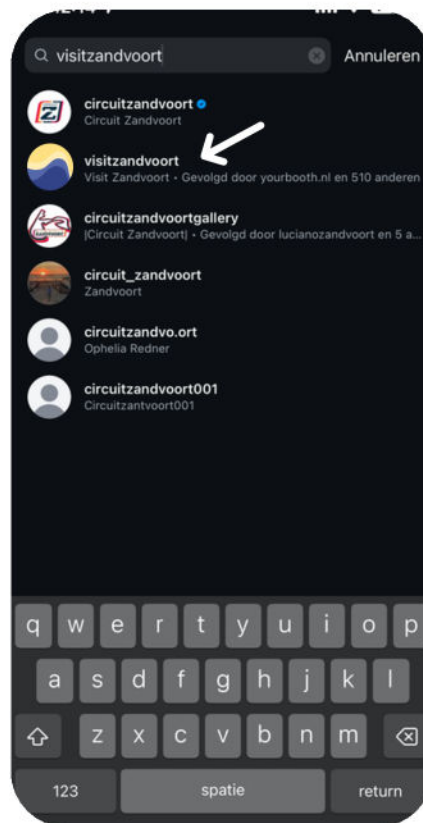 visitzandvoort
Annuleren
circuitzandvoort
Circuit Zandvoort
visitzandvoort
Visit Zandvoort • Gevolgd door yourbooth.nl en 510 anderen
circuitzandvoortgallery
|Circuit Zandvoort| • Gevolgd door lucianozandvoort en 5 a...
circuit_zandvoort
Zandvoort
circuitzandvo.ort
Ophelia Redner
circuitzandvoort001
Circuitzantvoort001
q w e r t y u i o p
a s d f g h j k l
z x c v b n m
123 spatie return